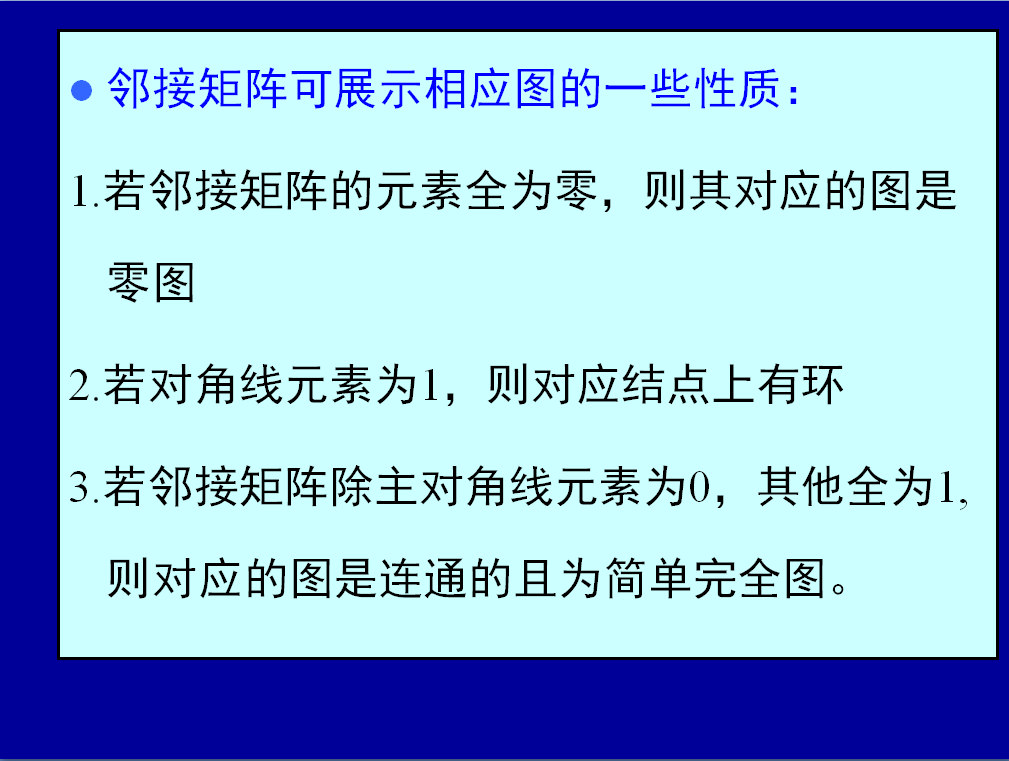 ● 邻接矩阵可展示相应图的一些性质：
1.若邻接矩阵的元素全为零，则其对应的图是
零图
2.若对角线元素为1，则对应结点上有环
3.若邻接矩阵除主对角线元素为0，其他全为1,
则对应的图是连通的且为简单完全图。